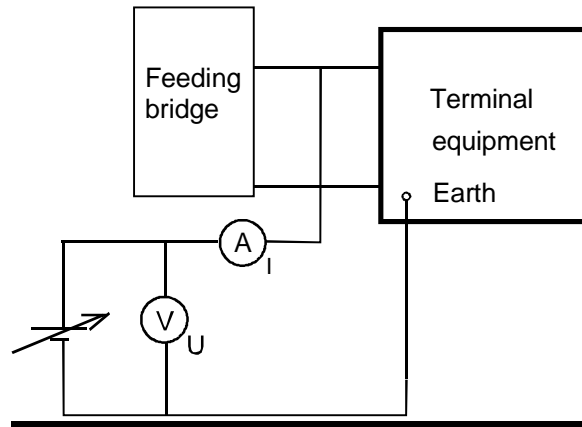 Feeding
bridge
Terminal
equipment
Earth
A
I
V
U